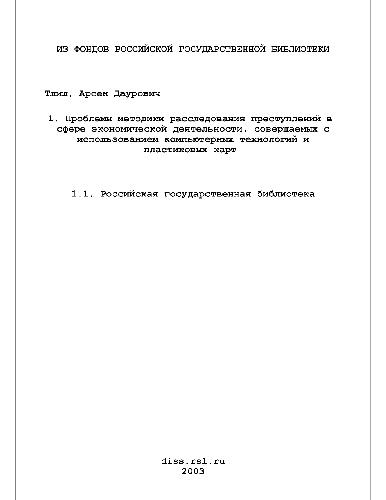 ИЗ ФОНДОВ РОССИЙСКОЙ ГОСУДАРСТВЕННОЙ БИБЛИОТЕКИ
Тлиш, Арсен Даурович
1. Проблемы методики расследования преступлений в
сфере экономической деятельности, совершаемых с
использованием компьютерных технологий и
пластиковых карт
1.1. Российская государственная библиотека
diss.rsl.ru
2003